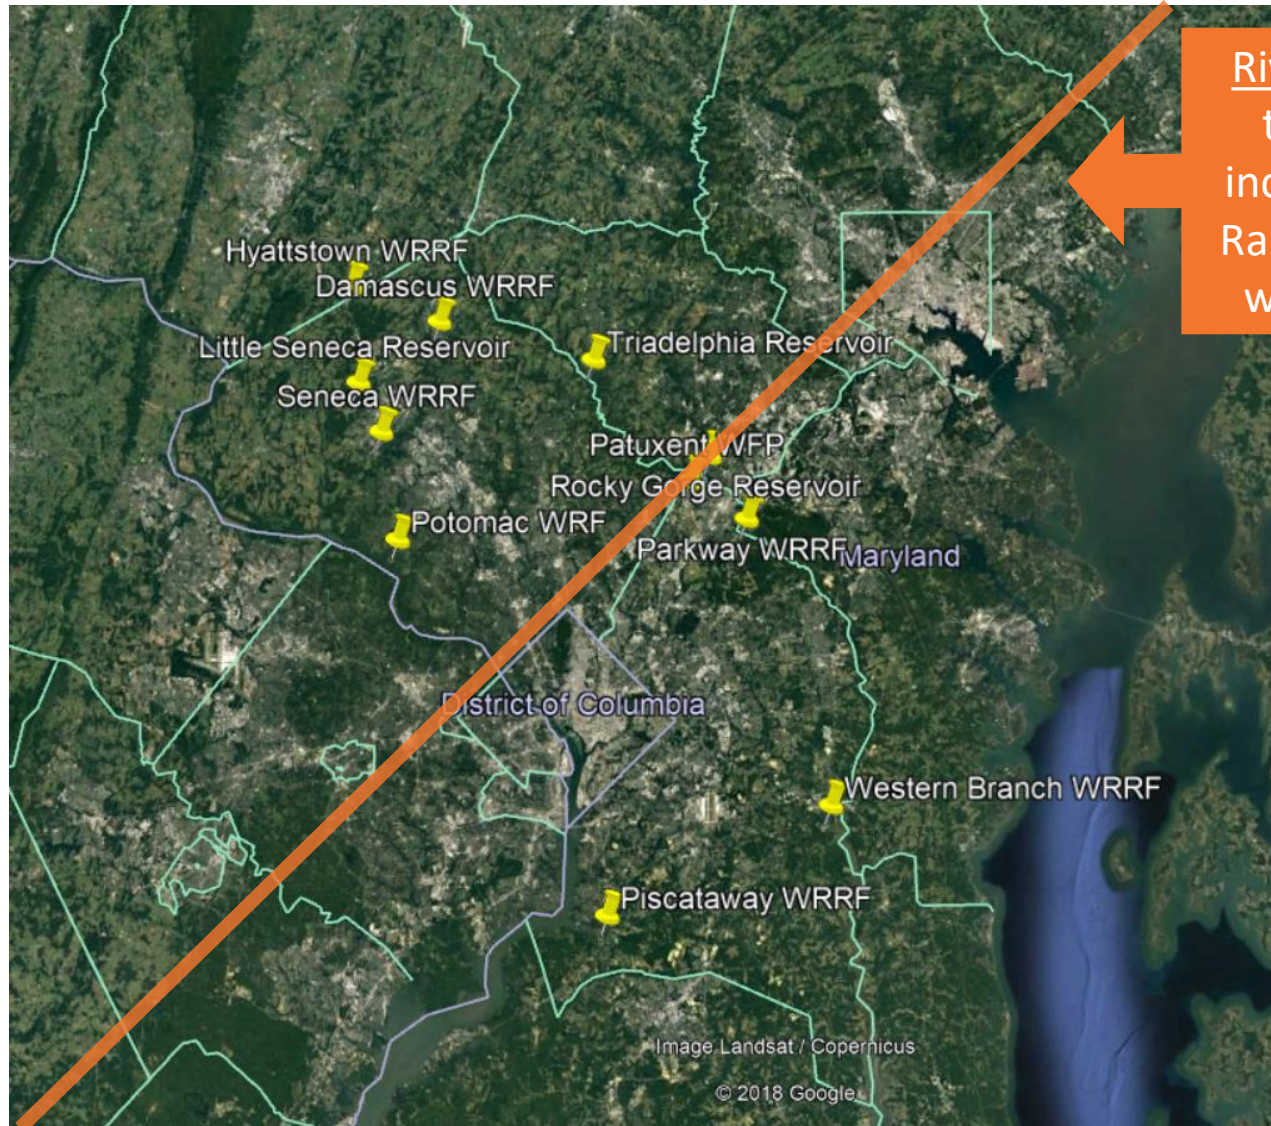 Hyattstown WRRF
Damascus WRRF
Little Seneca Reservoir
Triadelphia Reservoir
Seneca WRRF
Patuxent WFP
Rocky Gorge Reservoir
Potomac WRF
Parkway WRRF
Maryland
District of Columbia
Western Branch WRRF
Piscataway WRRF
Image Landsat / Copernicus
© 2018 Google